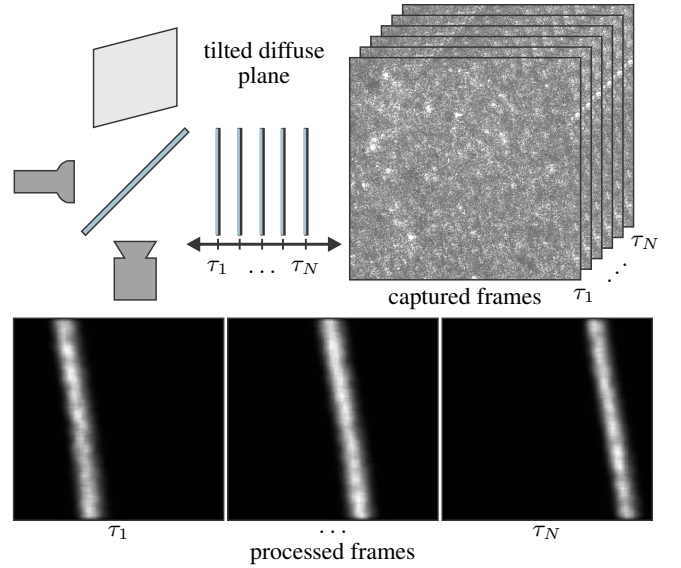 tilted diffuse
plane
τ1 ... τN
captured frames
τ1
...
τN
τ1
...
τN
processed frames